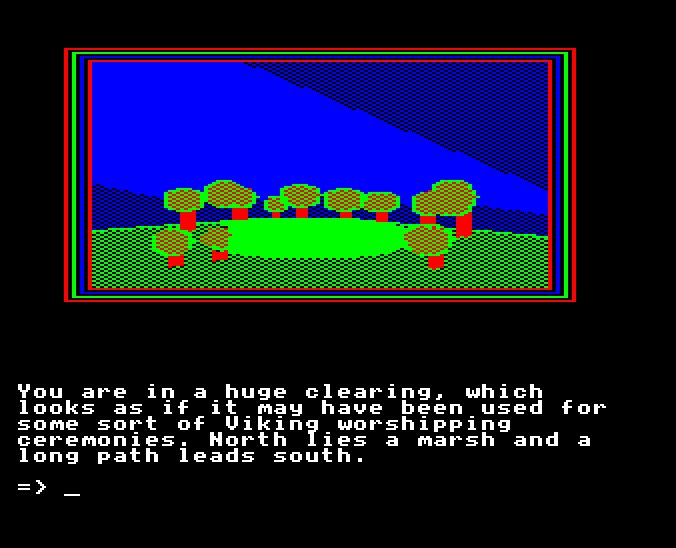 You are in a huge clearing, which
looks as if it may have been used for
some sort of Viking worshipping
ceremonies. North lies a marsh and a
long path leads south.
=> _